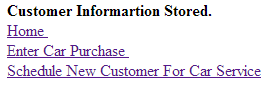 Customer Informartion Stored.
Home
Enter Car Purchase
Schedule New Customer For Car Service